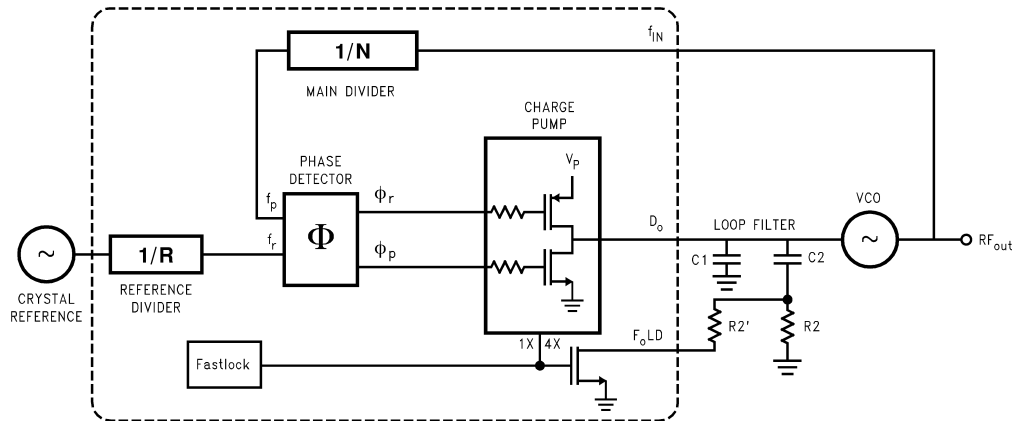 f_IN
1/N
MAIN DIVIDER
CHARGE
PUMP
V_P
PHASE
DETECTOR
f_p
ϕ_r
f_r
Φ
ϕ_p
D_o
LOOP FILTER
VCO
~
RF_out
~
1/R
C1
C2
CRYSTAL
REFERENCE
REFERENCE
DIVIDER
R2'
R2
1X
4X
F_oLD
Fastlock